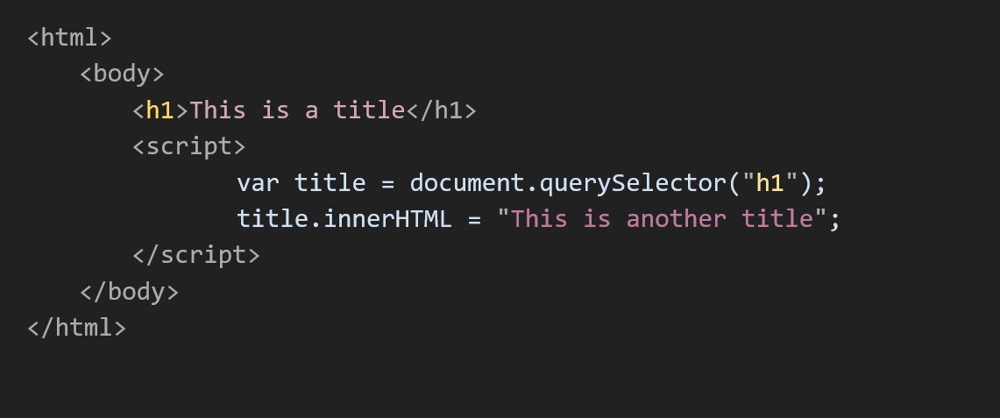 <html>
<body>
<h1>This is a title</h1>
<script>
var title = document.querySelector("h1");
title.innerHTML = "This is another title";
</script>
</body>
</html>